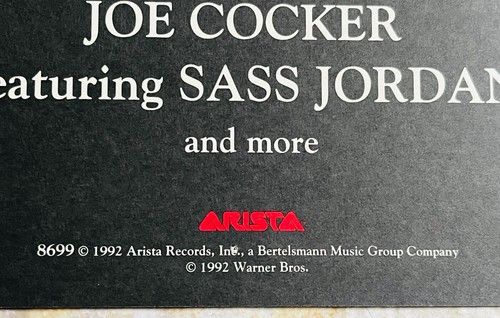 JOE COCKER
eaturing SASS JORDAN
and more
ARISTA
8699 © 1992 Arista Records, Inc., a Bertelsmann Music Group Company
© 1992 Warner Bros.